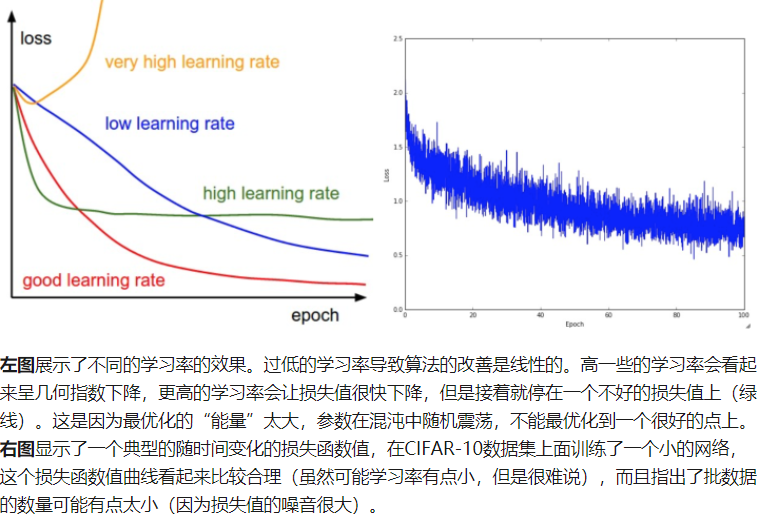 loss
very high learning rate
low learning rate
high learning rate
good learning rate
epoch
2.5
2.0
1.5
1.0
0.5
0.0
Loss
0 20 40 60 80 100
Epoch
左图展示了不同的学习率的效果。过低的学习率导致算法的改善是线性的。高一些的学习率会看起
来呈几何指数下降，更高的学习率会让损失值很快下降，但是接着就停在一个不好的损失值上（绿
线）。这是因为最优化的“能量”太大，参数在混沌中随机震荡，不能最优化到一个很好的点上。
右图显示了一个典型的随时间变化的损失函数值，在CIFAR-10数据集上面训练了一个小的网络，
这个损失函数值曲线看起来比较合理（虽然可能学习率有点小，但是很难说），而且指出了批数据
的数量可能有点太小（因为损失值的噪音很大）。